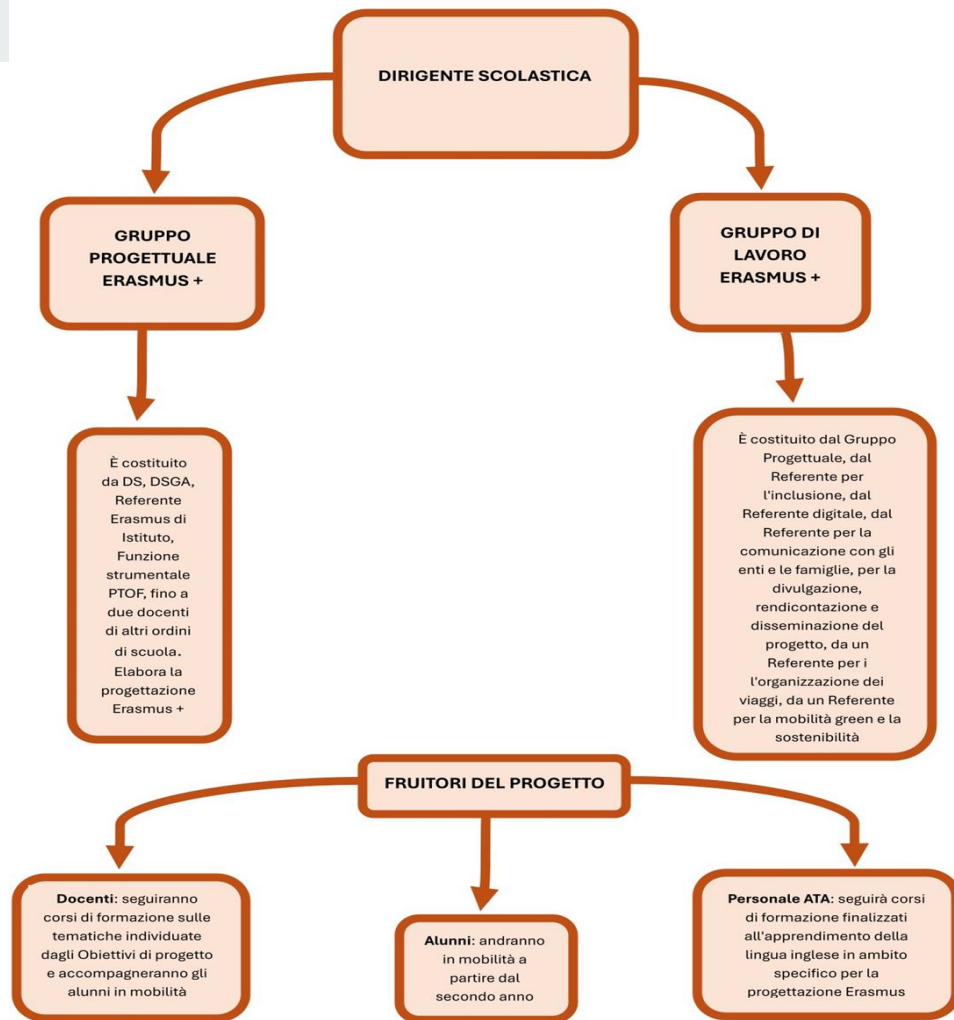 DIRIGENTE SCOLASTICA
GRUPPO
PROGETTUALE
ERASMUS +
GRUPPO DI
LAVORO
ERASMUS +
È costituito
da DS, DSGA,
Referente
Erasmus di
Istituto,
Funzione
strumentale
PTOF, fino a
due docenti
di altri ordini
di scuola.
Elabora la
progettazione
Erasmus +
È costituito dal Gruppo
Progettuale, dal
Referente per
l'inclusione, dal
Referente digitale, dal
Referente per la
comunicazione con gli
enti e le famiglie, per la
divulgazione,
rendicontazione e
disseminazione del
progetto, da un
Referente per i
l'organizzazione dei
viaggi, da un Referente
per la mobilità green e la
sostenibilità
FRUITORI DEL PROGETTO
Docenti: seguiranno
corsi di formazione sulle
tematiche individuate
dagli Obiettivi di progetto
e accompagneranno gli
alunni in mobilità
Alunni: andranno
in mobilità a
partire dal
secondo anno
Personale ATA: seguirà corsi
di formazione finalizzati
all'apprendimento della
lingua inglese in ambito
specifico per la
progettazione Erasmus